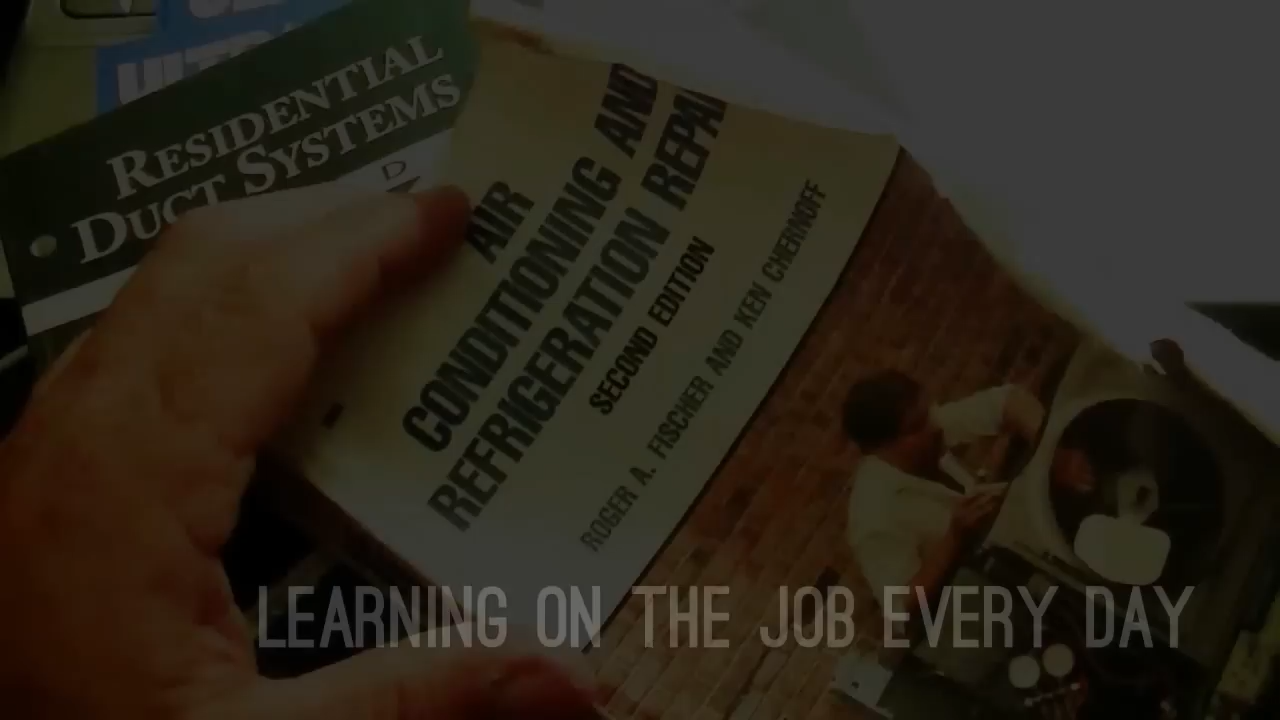 RESIDENTIAL
DUCT SYSTEMS
D
AIR
CONDITIONING AND
REFRIGERATION REPAI
SECOND EDITION
ROGER A. FISCHER AND KEN CHERNOFF
LEARNING ON THE JOB EVERY DAY